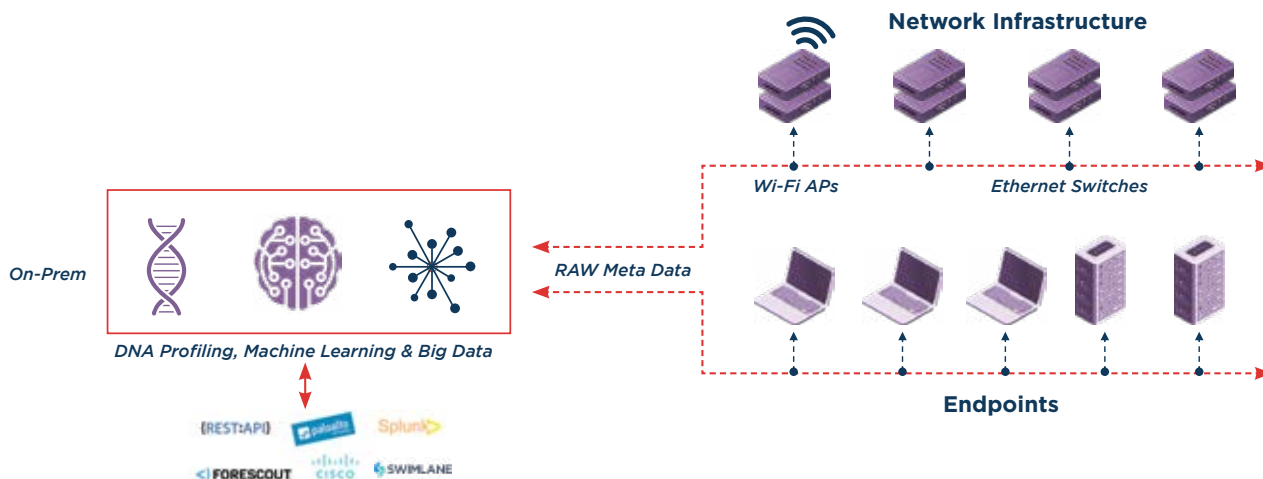 Network Infrastructure
Wi-Fi APs
Ethernet Switches
On-Prem
RAW Meta Data
DNA Profiling, Machine Learning & Big Data
Endpoints
{REST:API}
paloalto
Splunk>
FORESCOUT
CISCO
SWIMLANE